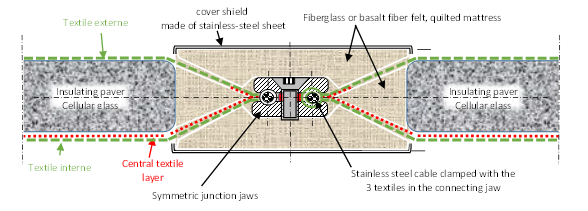 cover shield
made of stainless-steel sheet
Fiberglass or basalt fiber felt, quilted mattress
Textile externe
Insulating paver
Cellular glass
Insulating paver
Cellular glass
Textile interne
Central textile
layer
Symmetric junction jaws
Stainless steel cable clamped with the
3 textiles in the connecting jaw